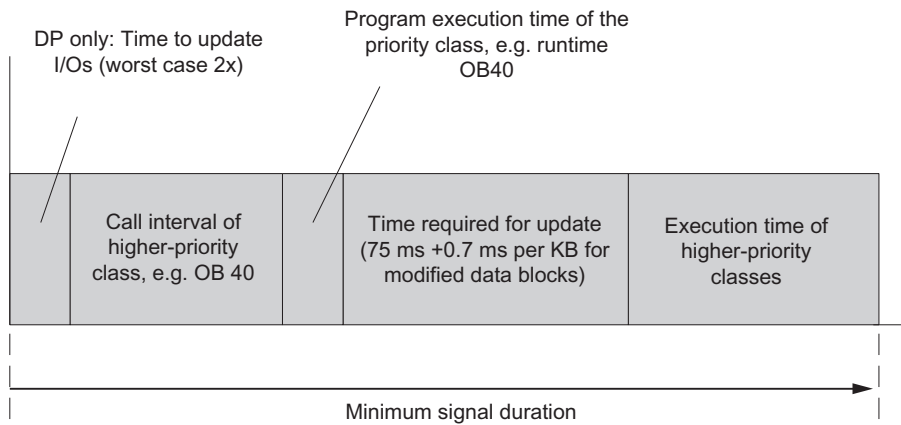 DP only: Time to update
I/Os (worst case 2x)
Program execution time of the
priority class, e.g. runtime
OB40
Call interval of
higher-priority
class, e.g. OB 40
Time required for update
(75 ms +0.7 ms per KB for
modified data blocks)
Execution time of
higher-priority
classes
Minimum signal duration